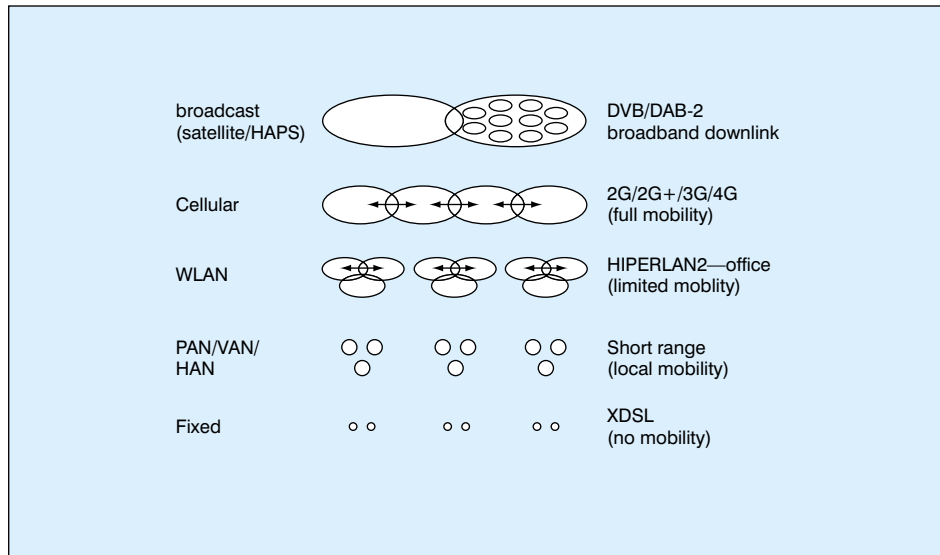 broadcast
(satellite/HAPS)
DVB/DAB-2
broadband downlink
Cellular
2G/2G+/3G/4G
(full mobility)
WLAN
HIPERLAN2—office
(limited moblity)
PAN/VAN/
HAN
Short range
(local mobility)
Fixed
XDSL
(no mobility)